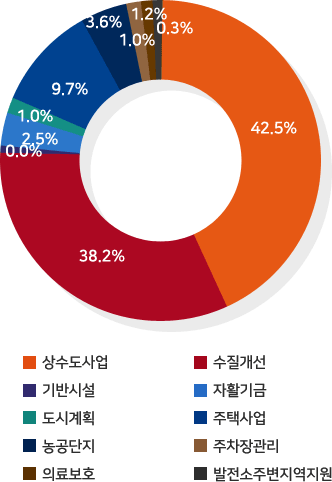 1.2%
3.6%
0.3%
1.0%
9.7%
1.0%
42.5%
2.5%
0.0%
38.2%
상수도사업
수질개선
기반시설
자활기금
도시계획
주택사업
농공단지
주차장관리
의료보호
발전소주변지역지원